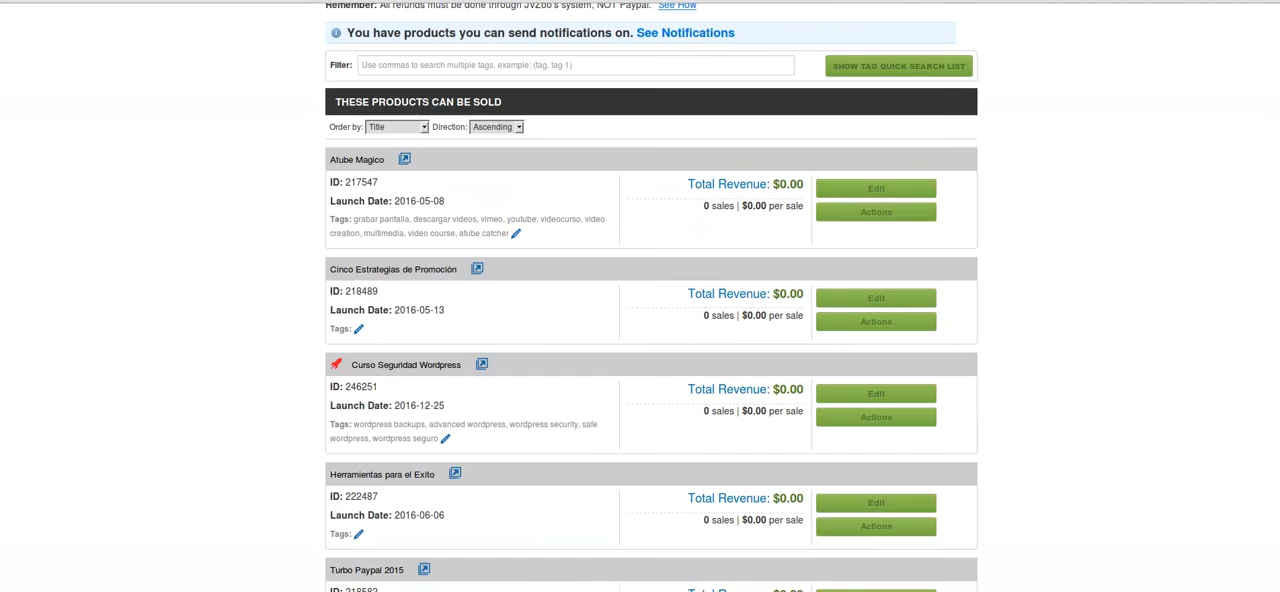 Remember: All refunds must be done through JVZoo's system, NOT Paypal. See How
You have products you can send notifications on. See Notifications
Filter: Use commas to search multiple tags. example: (tag, tag 1) SHOW TAG QUICK SEARCH LIST
THESE PRODUCTS CAN BE SOLD
Order by: Title Direction: Ascending
Atube Magico
ID: 217547
Total Revenue: $0.00
Edit
Launch Date: 2016-05-08
0 sales | $0.00 per sale
Actions
Tags: grabar pantalla, descargar videos, vimeo, youtube, videocurso, video
creation, multimedia, video course, atube catcher
Cinco Estrategias de Promoción
ID: 218489
Total Revenue: $0.00
Edit
Launch Date: 2016-05-13
0 sales | $0.00 per sale
Actions
Tags:
Curso Seguridad Wordpress
ID: 246251
Total Revenue: $0.00
Edit
Launch Date: 2016-12-25
0 sales | $0.00 per sale
Actions
Tags: wordpress backups, advanced wordpress, wordpress security, safe
wordpress, wordpress seguro
Herramientas para el Exito
ID: 222487
Total Revenue: $0.00
Edit
Launch Date: 2016-06-06
0 sales | $0.00 per sale
Actions
Tags:
Turbo Paypal 2015
ID: 218582
Total Revenue: $0.00